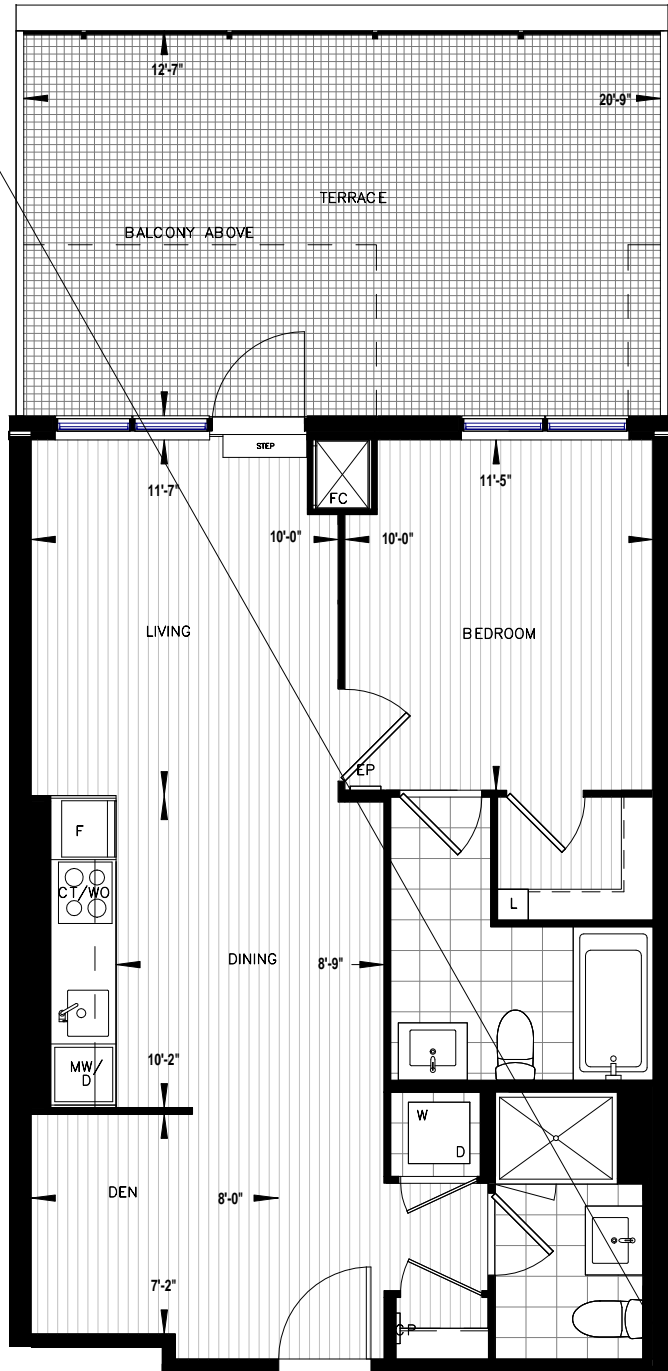 12'-7"
20'-9"
TERRACE
BALCONY ABOVE
STEP
FC
11'-7"
11'-5"
10'-0"
10'-0"
LIVING
BEDROOM
EP
F
CT/WO
L
DINING
8'-9"
10'-2"
MW/
D
W
D
DEN
8'-0"
7'-2"
CP